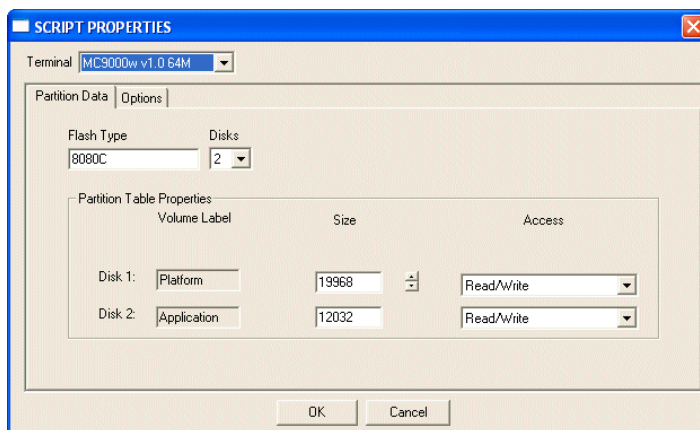 SCRIPT PROPERTIES
Terminal MC9000w v1.0 64M
Partition Data Options
Flash Type Disks
8080C 2
Partition Table Properties
Volume Label Size Access
Disk 1: Platform 19968 Read/Write
Disk 2: Application 12032 Read/Write
OK Cancel